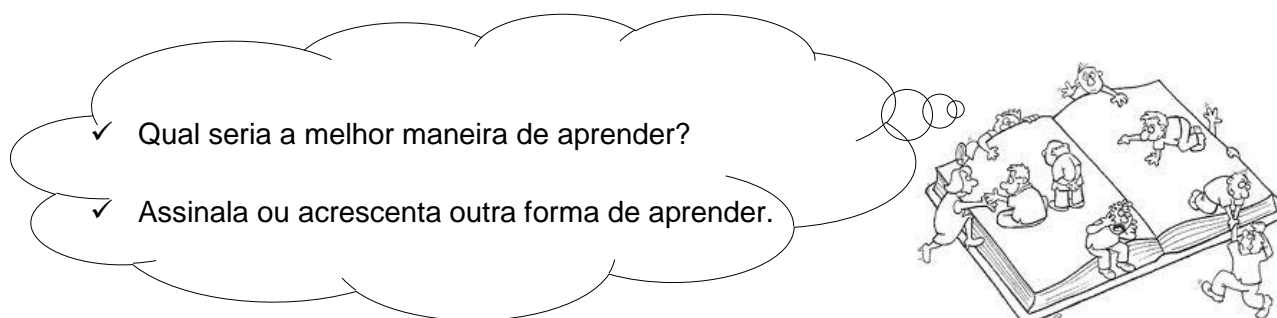 ✓ Qual seria a melhor maneira de aprender?
✓ Assinala ou acrescenta outra forma de aprender.